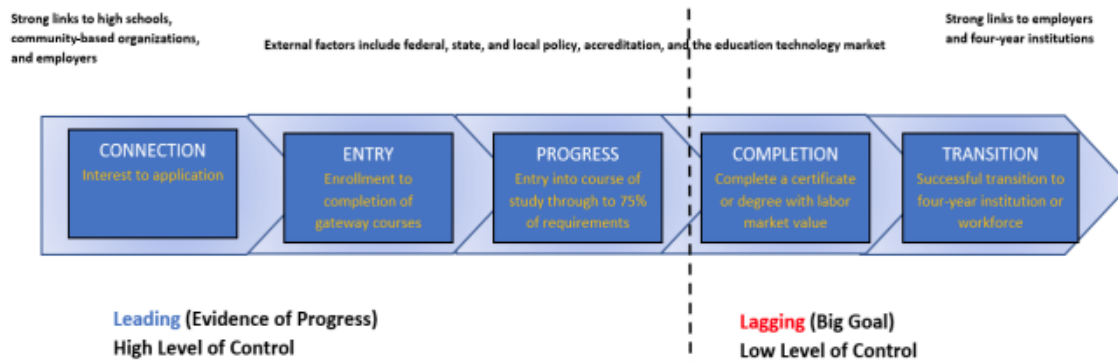 Strong links to high schools,
community-based organizations,
and employers
External factors include federal, state, and local policy, accreditation, and the education technology market
Strong links to employers
and four-year institutions
CONNECTION
Interest to application
ENTRY
Enrollment to
completion of
gateway courses
PROGRESS
Entry into course of
study through to 75%
of requirements
COMPLETION
Complete a certificate
or degree with labor
market value
TRANSITION
Successful transition to
four-year institution or
workforce
Leading (Evidence of Progress)
High Level of Control
Lagging (Big Goal)
Low Level of Control